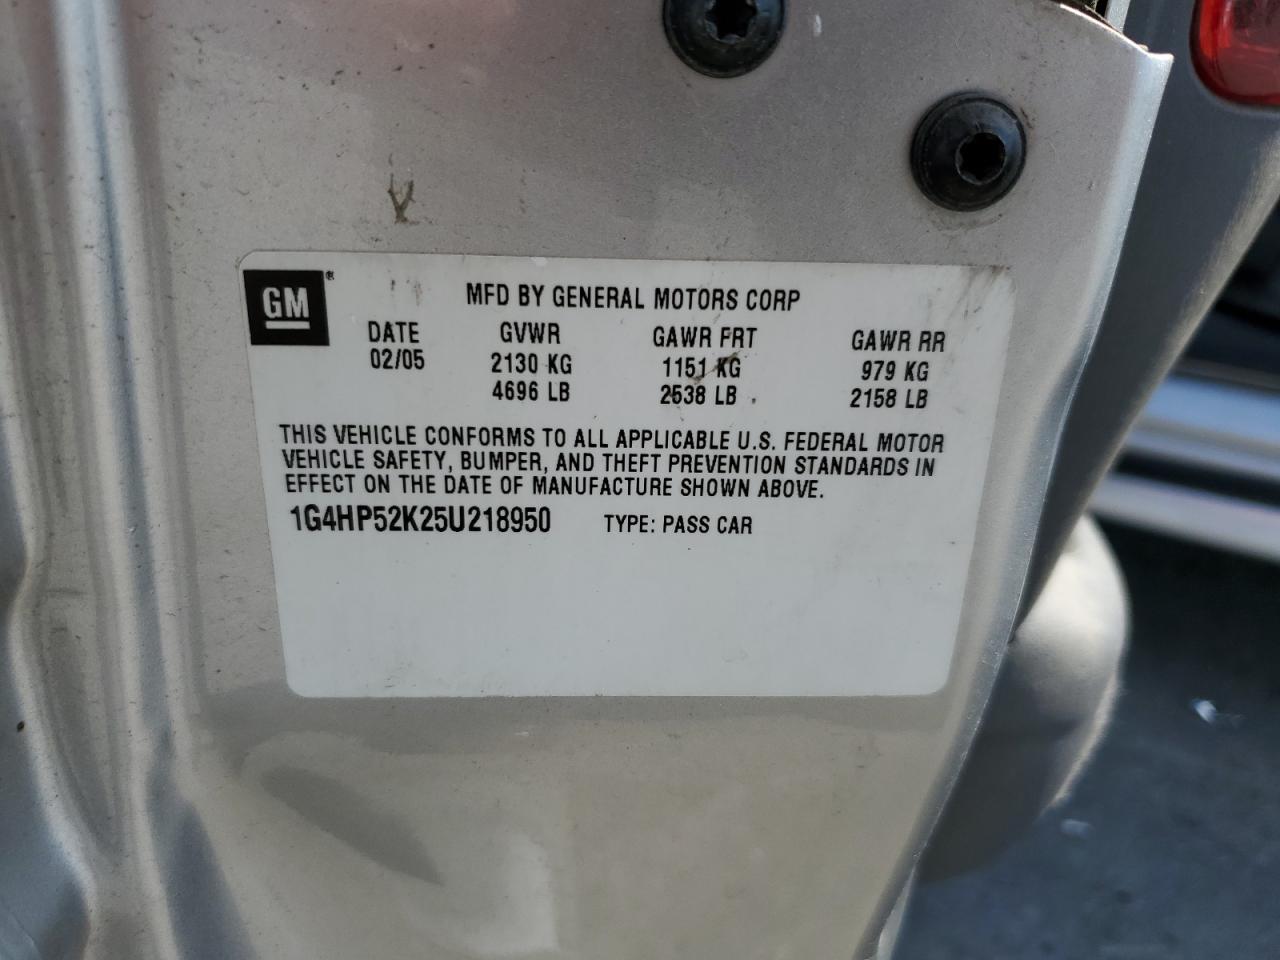 GM ®
MFD BY GENERAL MOTORS CORP
DATE GVWR GAWR FRT GAWR RR
02/05 2130 KG 1151 KG 979 KG
4696 LB 2538 LB 2158 LB
THIS VEHICLE CONFORMS TO ALL APPLICABLE U.S. FEDERAL MOTOR
VEHICLE SAFETY, BUMPER, AND THEFT PREVENTION STANDARDS IN
EFFECT ON THE DATE OF MANUFACTURE SHOWN ABOVE.
1G4HP52K25U218950 TYPE: PASS CAR